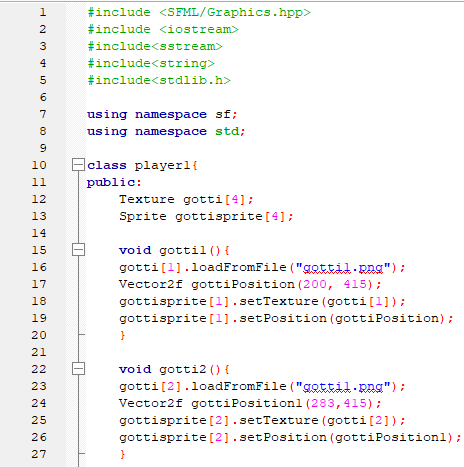 1 #include <SFML/Graphics.hpp>
2 #include <iostream>
3 #include<sstream>
4 #include<string>
5 #include<stdlib.h>
6
7 using namespace sf;
8 using namespace std;
9
10 class player1{
11 public:
12 Texture gotti[4];
13 Sprite gottisprite[4];
14
15 void gotti1(){
16 gotti[1].loadFromFile("gotti1.png");
17 Vector2f gottiPosition(200, 415);
18 gottisprite[1].setTexture(gotti[1]);
19 gottisprite[1].setPosition(gottiPosition);
20 }
21
22 void gotti2(){
23 gotti[2].loadFromFile("gotti1.png");
24 Vector2f gottiPosition1(283,415);
25 gottisprite[2].setTexture(gotti[2]);
26 gottisprite[2].setPosition(gottiPosition1);
27 }